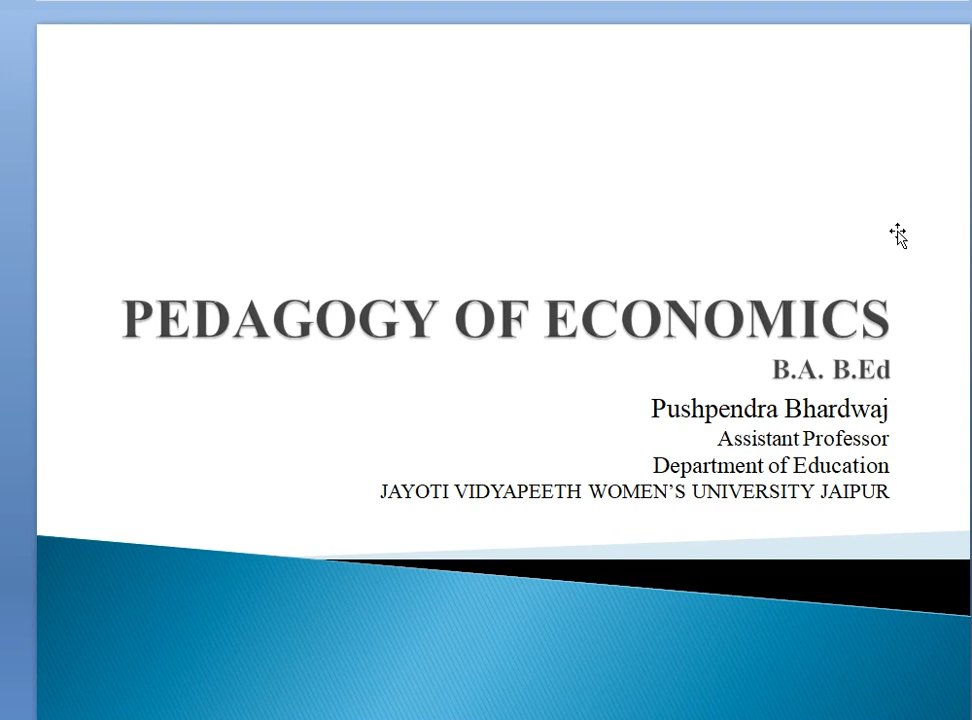 PEDAGOGY OF ECONOMICS
B.A. B.Ed
Pushpendra Bhardwaj
Assistant Professor
Department of Education
JAYOTI VIDYAPEETH WOMEN’S UNIVERSITY JAIPUR